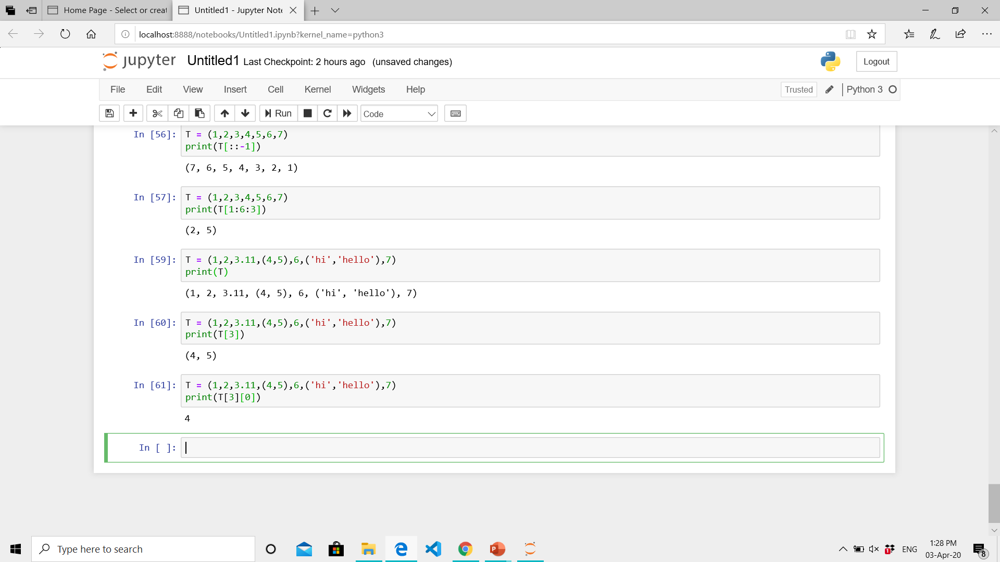 Home Page - Select or creat
Untitled1 - Jupyter Note
localhost:8888/notebooks/Untitled1.ipynb?kernel_name=python3
jupyter Untitled1 Last Checkpoint: 2 hours ago (unsaved changes)
Logout
File Edit View Insert Cell Kernel Widgets Help
Trusted
Python 3
Run
Code
In [56]: T = (1,2,3,4,5,6,7)
print(T[::-1])
(7, 6, 5, 4, 3, 2, 1)
In [57]: T = (1,2,3,4,5,6,7)
print(T[1:6:3])
(2, 5)
In [59]: T = (1,2,3.11,(4,5),6,('hi','hello'),7)
print(T)
(1, 2, 3.11, (4, 5), 6, ('hi', 'hello'), 7)
In [60]: T = (1,2,3.11,(4,5),6,('hi','hello'),7)
print(T[3])
(4, 5)
In [61]: T = (1,2,3.11,(4,5),6,('hi','hello'),7)
print(T[3][0])
4
In [ ]:
Type here to search
1
ENG
1:28 PM
03-Apr-20
8